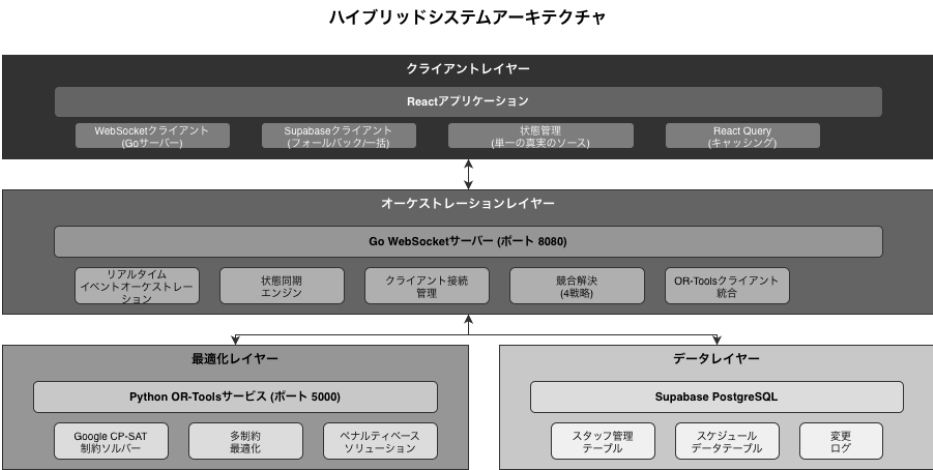 ハイブリッドシステムアーキテクチャ
クライアントレイヤー
Reactアプリケーション
WebSocketクライアント
(Goサーバー)
Supabaseクライアント
(フォールバック/一括)
状態管理
(単一の真実のソース)
React Query
(キャッシング)
オーケストレーションレイヤー
Go WebSocketサーバー (ポート 8080)
リアルタイム
イベントオーケストレー
ション
状態同期
エンジン
クライアント接続
管理
競合解決
(4戦略)
OR-Toolsクライアント
統合
最適化レイヤー
Python OR-Toolsサービス (ポート 5000)
Google CP-SAT
制約ソルバー
多制約
最適化
ペナルティベース
ソリューション
データレイヤー
Supabase PostgreSQL
スタッフ管理
テーブル
スケジュール
データテーブル
変更
ログ